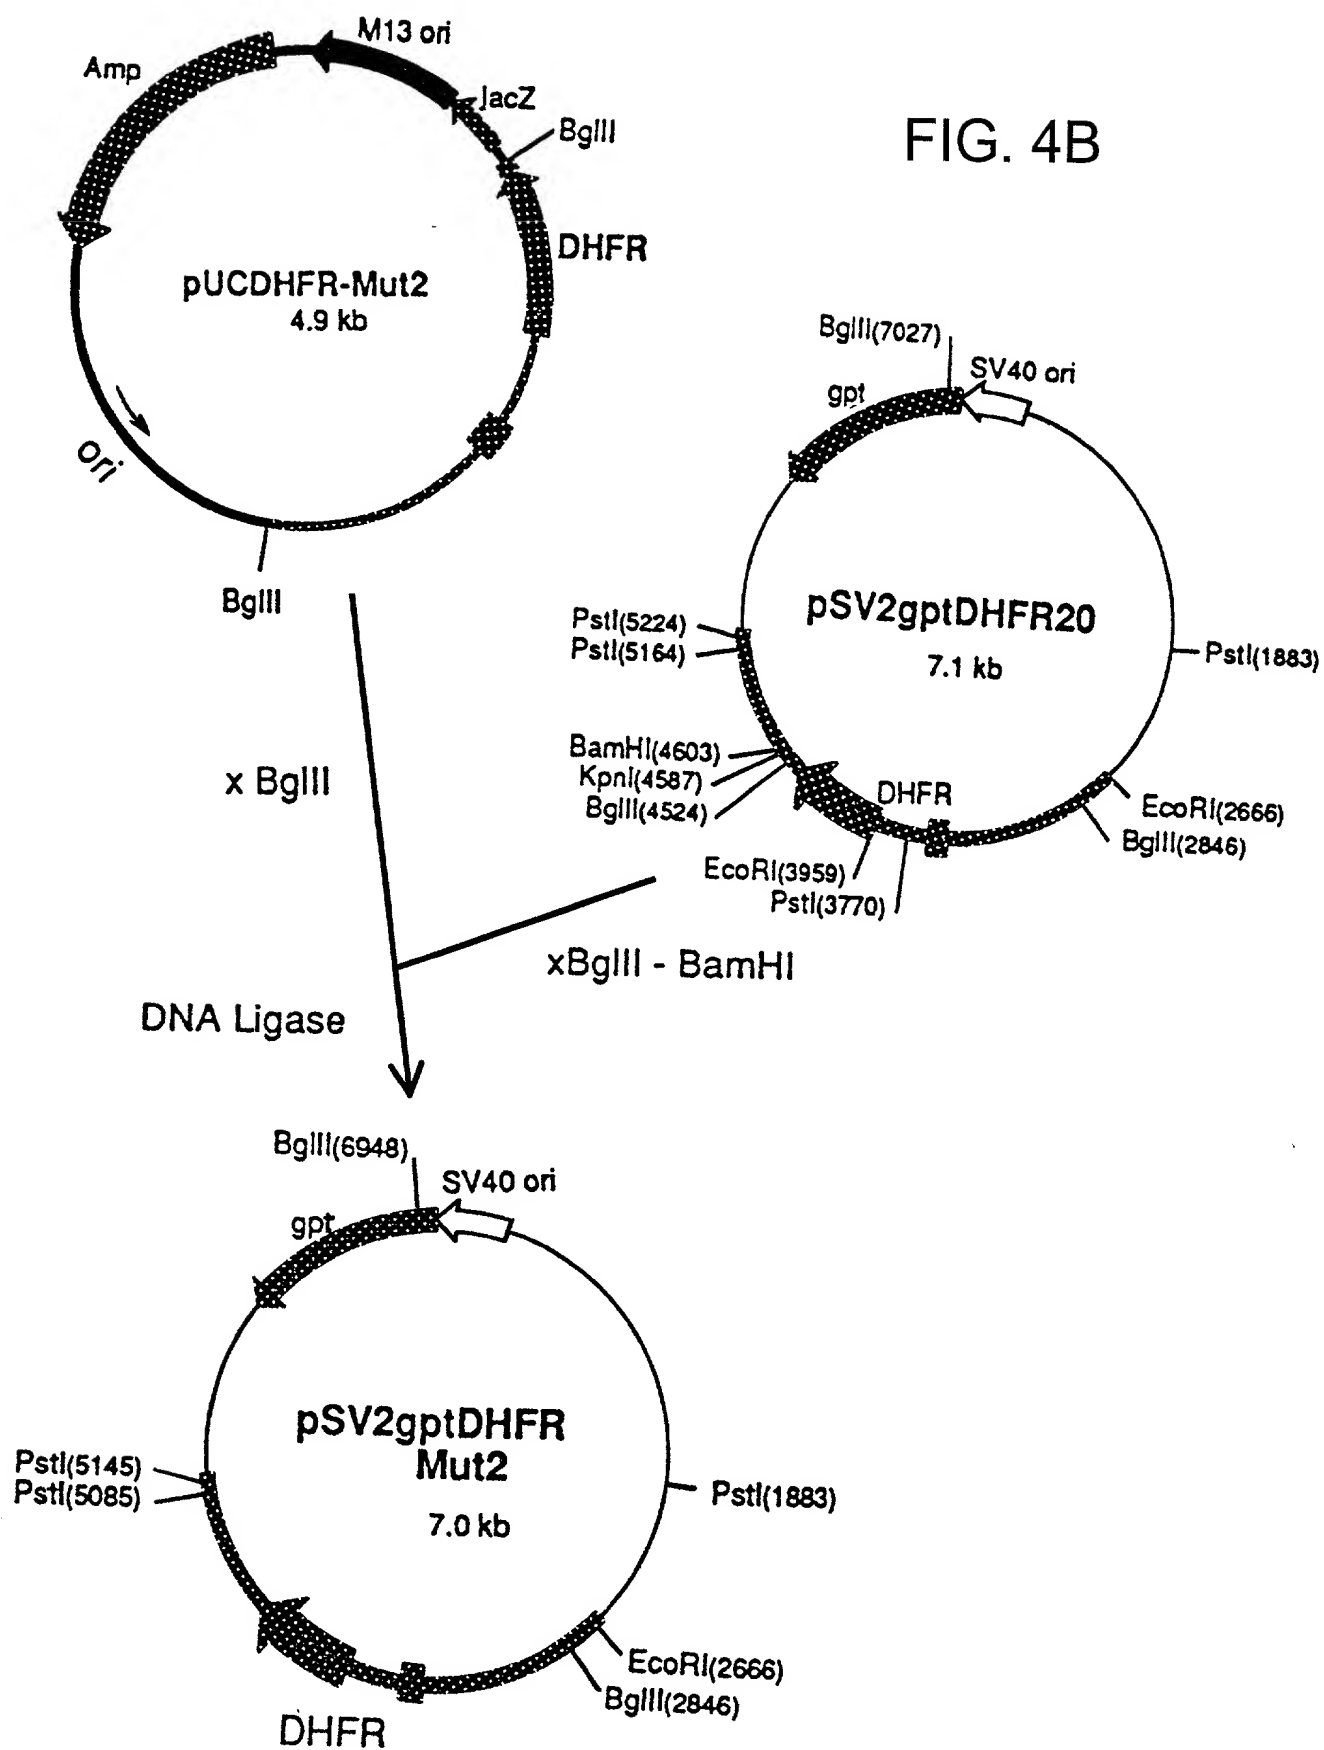 M13 ori
Amp
lacZ
BglII
FIG. 4B
DHFR
pUCDHFR-Mut2
4.9 kb
ori
BglII
BglII(7027)
SV40 ori
gpt
pSV2gptDHFR20
7.1 kb
PstI(5224)
PstI(5164)
PstI(1883)
BamHI(4603)
KpnI(4587)
BglII(4524)
DHFR
EcoRI(2666)
BglII(2846)
EcoRI(3959)
PstI(3770)
x BglII
xBglII - BamHI
DNA Ligase
BglII(6948)
SV40 ori
gpt
pSV2gptDHFR
Mut2
7.0 kb
PstI(5145)
PstI(5085)
PstI(1883)
EcoRI(2666)
BglII(2846)
DHFR